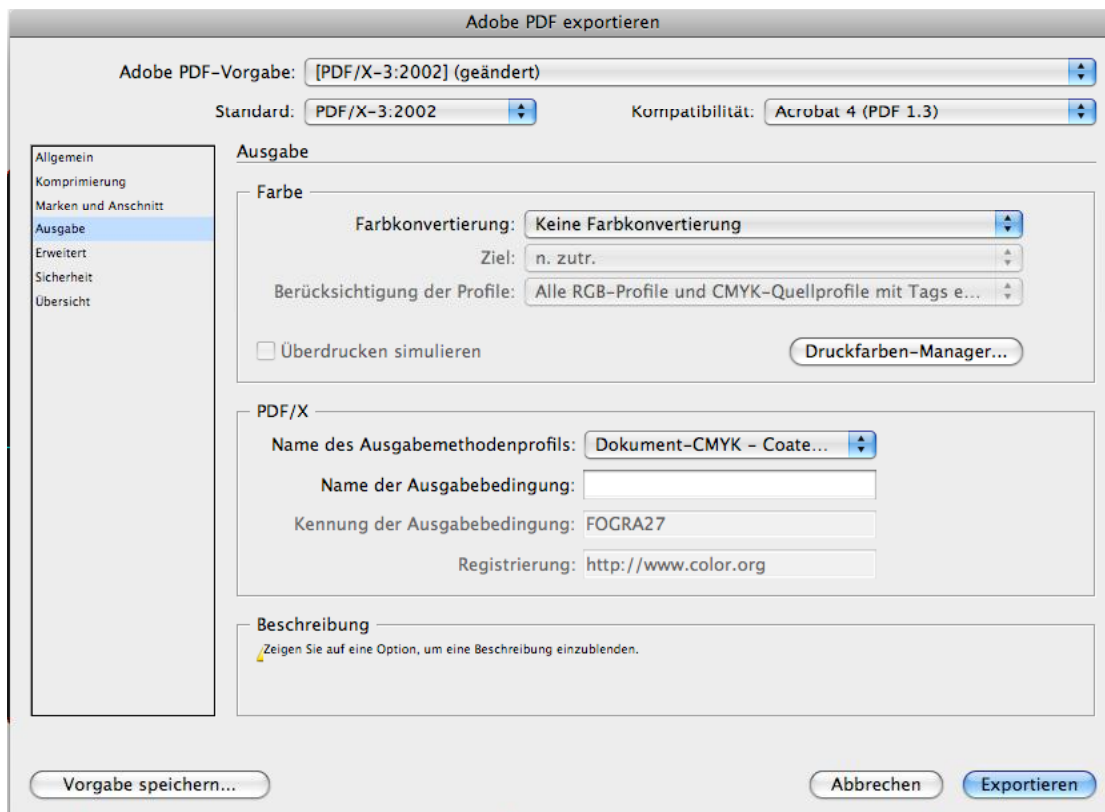 Adobe PDF exportieren
Adobe PDF-Vorgabe: [PDF/X-3:2002] (geändert)
Standard: PDF/X-3:2002 Kompatibilität: Acrobat 4 (PDF 1.3)
Allgemein
Komprimierung
Marken und Anschnitt
Ausgabe
Erweitert
Sicherheit
Übersicht
Ausgabe
Farbe
Farbkonvertierung: Keine Farbkonvertierung
Ziel: n. zutr.
Berücksichtigung der Profile: Alle RGB-Profile und CMYK-Quellprofile mit Tags e...
Überdrucken simulieren
Druckfarben-Manager...
PDF/X
Name des Ausgabemethodenprofils: Dokument-CMYK - Coate...
Name der Ausgabebedingung:
Kennung der Ausgabebedingung: FOGRA27
Registrierung: http://www.color.org
Beschreibung
Zeigen Sie auf eine Option, um eine Beschreibung einzublenden.
Vorgabe speichern...
Abbrechen
Exportieren